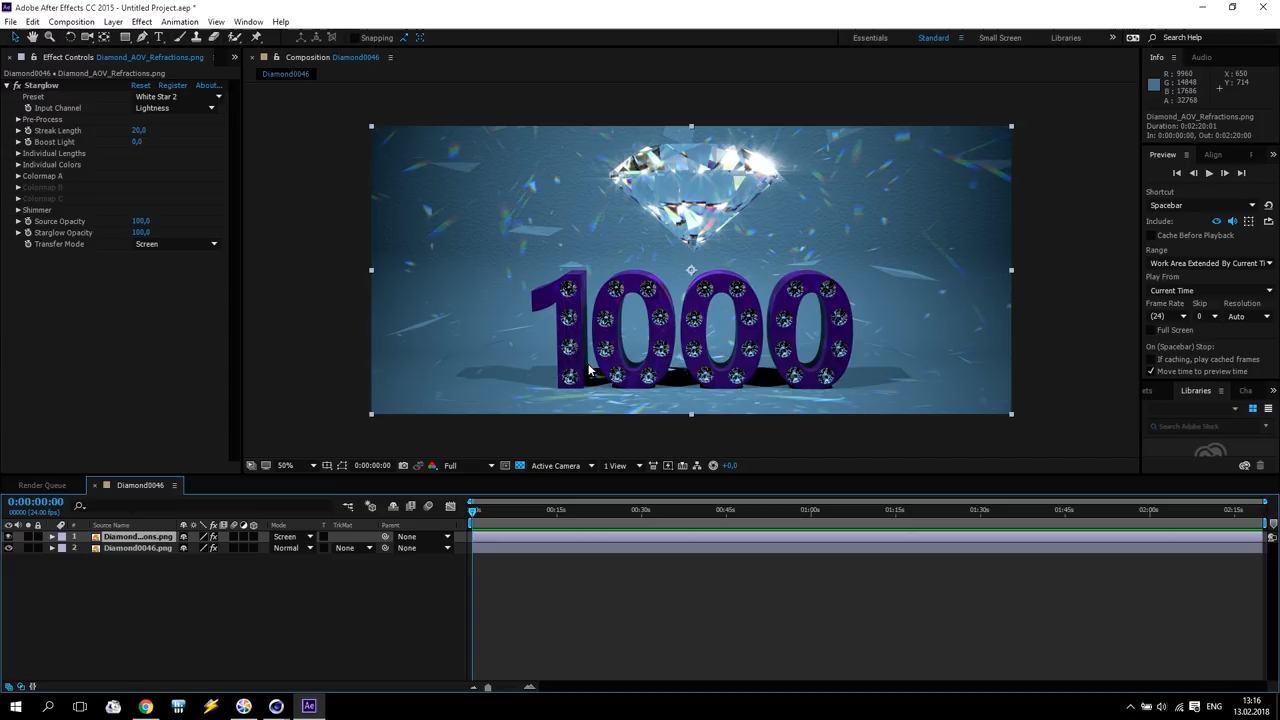 Adobe After Effects CC 2015 - Untitled Project.aep *
File Edit Composition Layer Effect Animation View Window Help
Snapping Essentials Standard Small Screen Libraries Search Help
Effect Controls Diamond_AOV_Refractions.png
Diamond0046 • Diamond_AOV_Refractions.png
Starglow Reset Register About...
Preset White Star 2
Input Channel Lightness
Pre-Process
Streak Length 20,0
Boost Light 0,0
Individual Lengths
Individual Colors
Colormap A
Colormap B
Colormap C
Shimmer
Source Opacity 100,0
Starglow Opacity 100,0
Transfer Mode Screen
Composition Diamond0046
Diamond0046
1000
50% 0:00:00:00 Full Active Camera 1 View +0,0
Info Audio
R : 9960 X : 650
G : 14848 Y : 714
B : 17686
A : 32768
Diamond_AOV_Refractions.png
Duration: 0:02:20:01
In: 0:00:00:00, Out: 0:02:20:00
Preview Align
Shortcut
Spacebar
Include:
Cache Before Playback
Range
Work Area Extended By Current Ti
Play From
Current Time
Frame Rate Skip Resolution
(24) 0 Auto
Full Screen
On (Spacebar) Stop:
If caching, play cached frames
Move time to preview time
ets Libraries Cha
Search Adobe Stock
Render Queue Diamond0046
0:00:00:00
00000 (24.00 fps)
# Source Name Mode T TrkMat Parent
1 Diamond...ons.png Screen None
2 Diamond0046.png Normal None None
0s 00:15s 00:30s 00:45s 01:00s 01:15s 01:30s 01:45s 02:00s 02:15s
ENG 13:16
13.02.2018